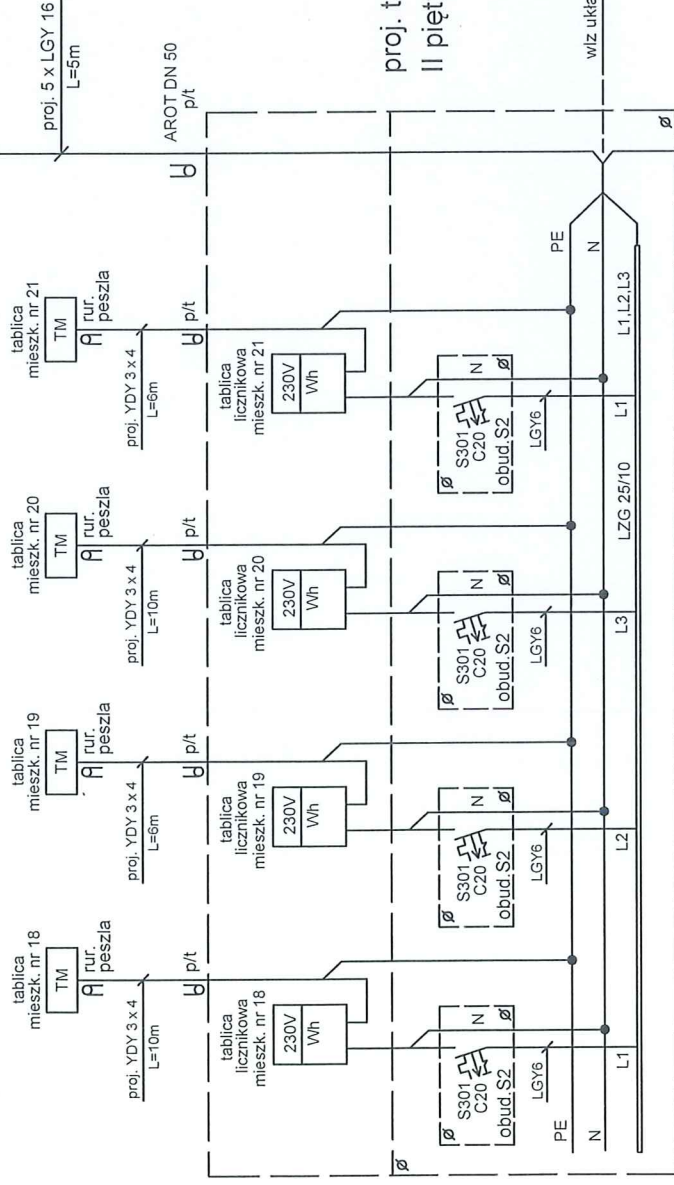 tablica
mieszk. nr 18
TM
rur.
peszla
proj. YDY 3 x 4
L=10m
p/t
tablica
licznikowa
mieszk. nr 18
230V
Wh
S301
C20
N
obud.S2
LGY6
L1
tablica
mieszk. nr 19
TM
rur.
peszla
proj. YDY 3 x 4
L=6m
p/t
tablica
licznikowa
mieszk. nr 19
230V
Wh
S301
C20
N
obud.S2
LGY6
L2
tablica
mieszk. nr 20
TM
rur.
peszla
proj. YDY 3 x 4
L=10m
p/t
tablica
licznikowa
mieszk. nr 20
230V
Wh
S301
C20
N
obud.S2
LGY6
L3
tablica
mieszk. nr 21
TM
rur.
peszla
proj. YDY 3 x 4
L=6m
p/t
tablica
licznikowa
mieszk. nr 21
230V
Wh
S301
C20
N
obud.S2
LGY6
L1
PE
N
LZG 25/10
L1,L2,L3
PE
N
proj. 5 x LGY 16
L=5m
AROT DN 50
p/t
proj.
II
wlz